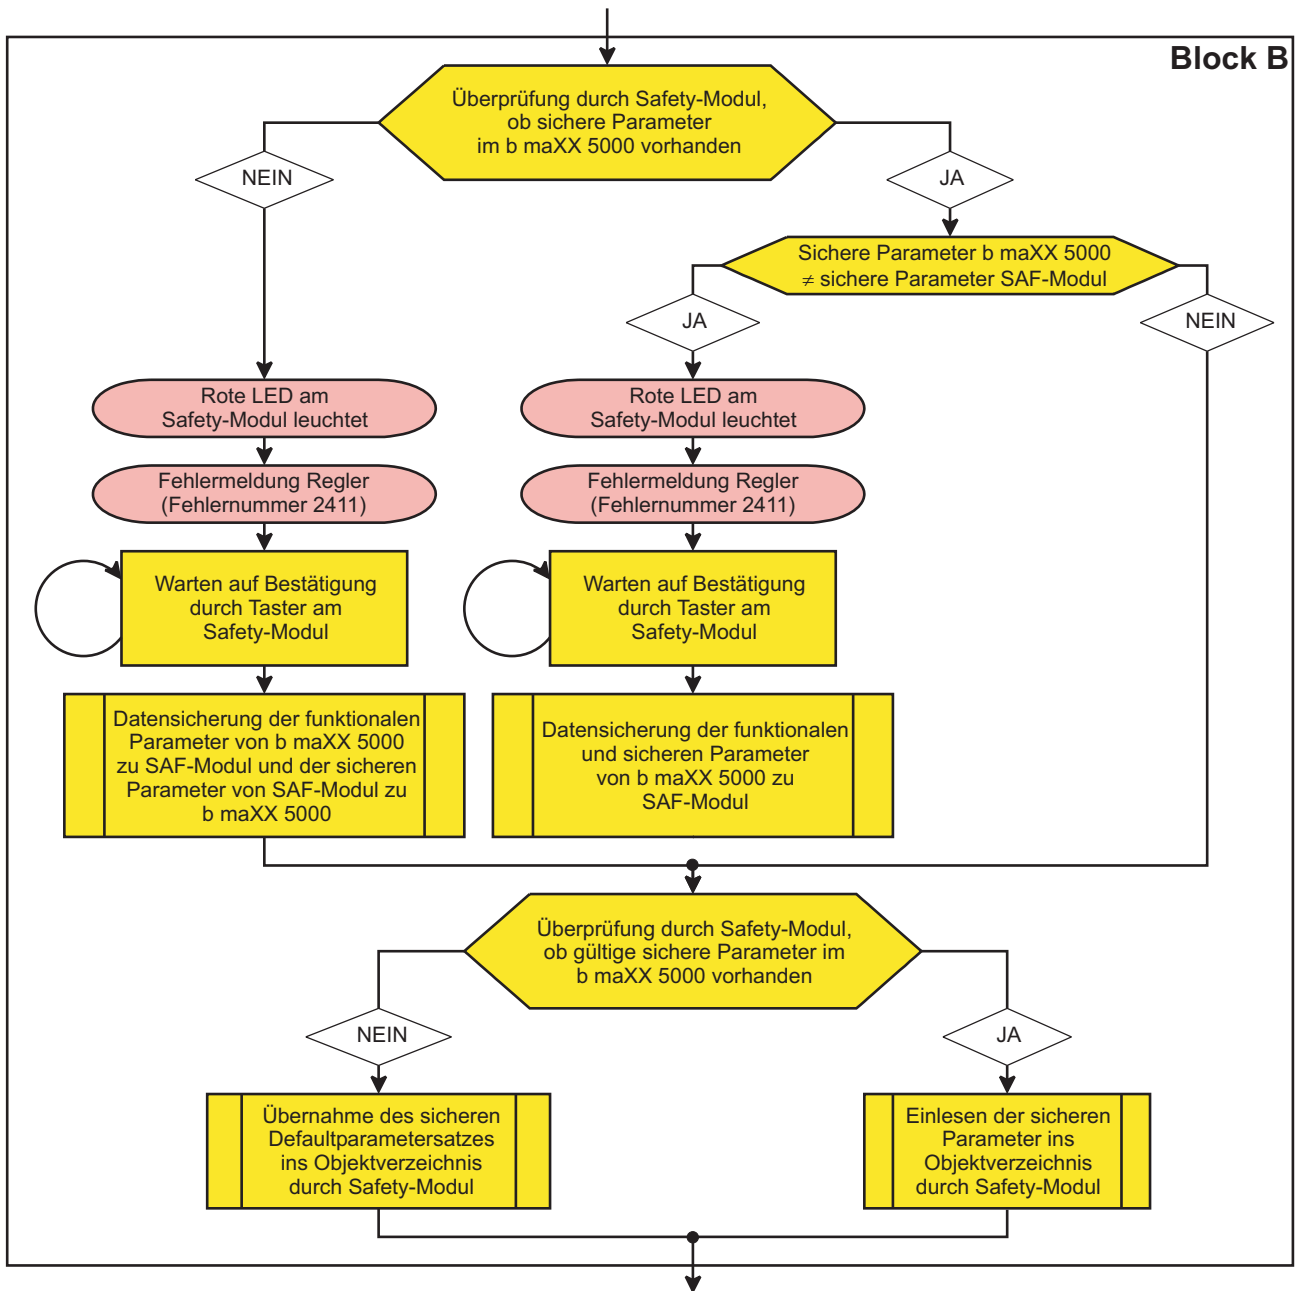 Block B
Überprüfung durch Safety-Modul,
ob sichere Parameter
im b maXX 5000 vorhanden
NEIN
JA
Sichere Parameter b maXX 5000
≠ sichere Parameter SAF-Modul
JA
NEIN
Rote LED am
Safety-Modul leuchtet
Fehlermeldung Regler
(Fehlernummer 2411)
Warten auf Bestätigung
durch Taster am
Safety-Modul
Datensicherung der funktionalen
Parameter von b maXX 5000
zu SAF-Modul und der sicheren
Parameter von SAF-Modul zu
b maXX 5000
Rote LED am
Safety-Modul leuchtet
Fehlermeldung Regler
(Fehlernummer 2411)
Warten auf Bestätigung
durch Taster am
Safety-Modul
Datensicherung der funktionalen
und sicheren Parameter
von b maXX 5000 zu
SAF-Modul
Überprüfung durch Safety-Modul,
ob gültige sichere Parameter im
b maXX 5000 vorhanden
NEIN
JA
Übernahme des sicheren
Defaultparametersatzes
ins Objektverzeichnis
durch Safety-Modul
Einlesen der sicheren
Parameter ins
Objektverzeichnis
durch Safety-Modul